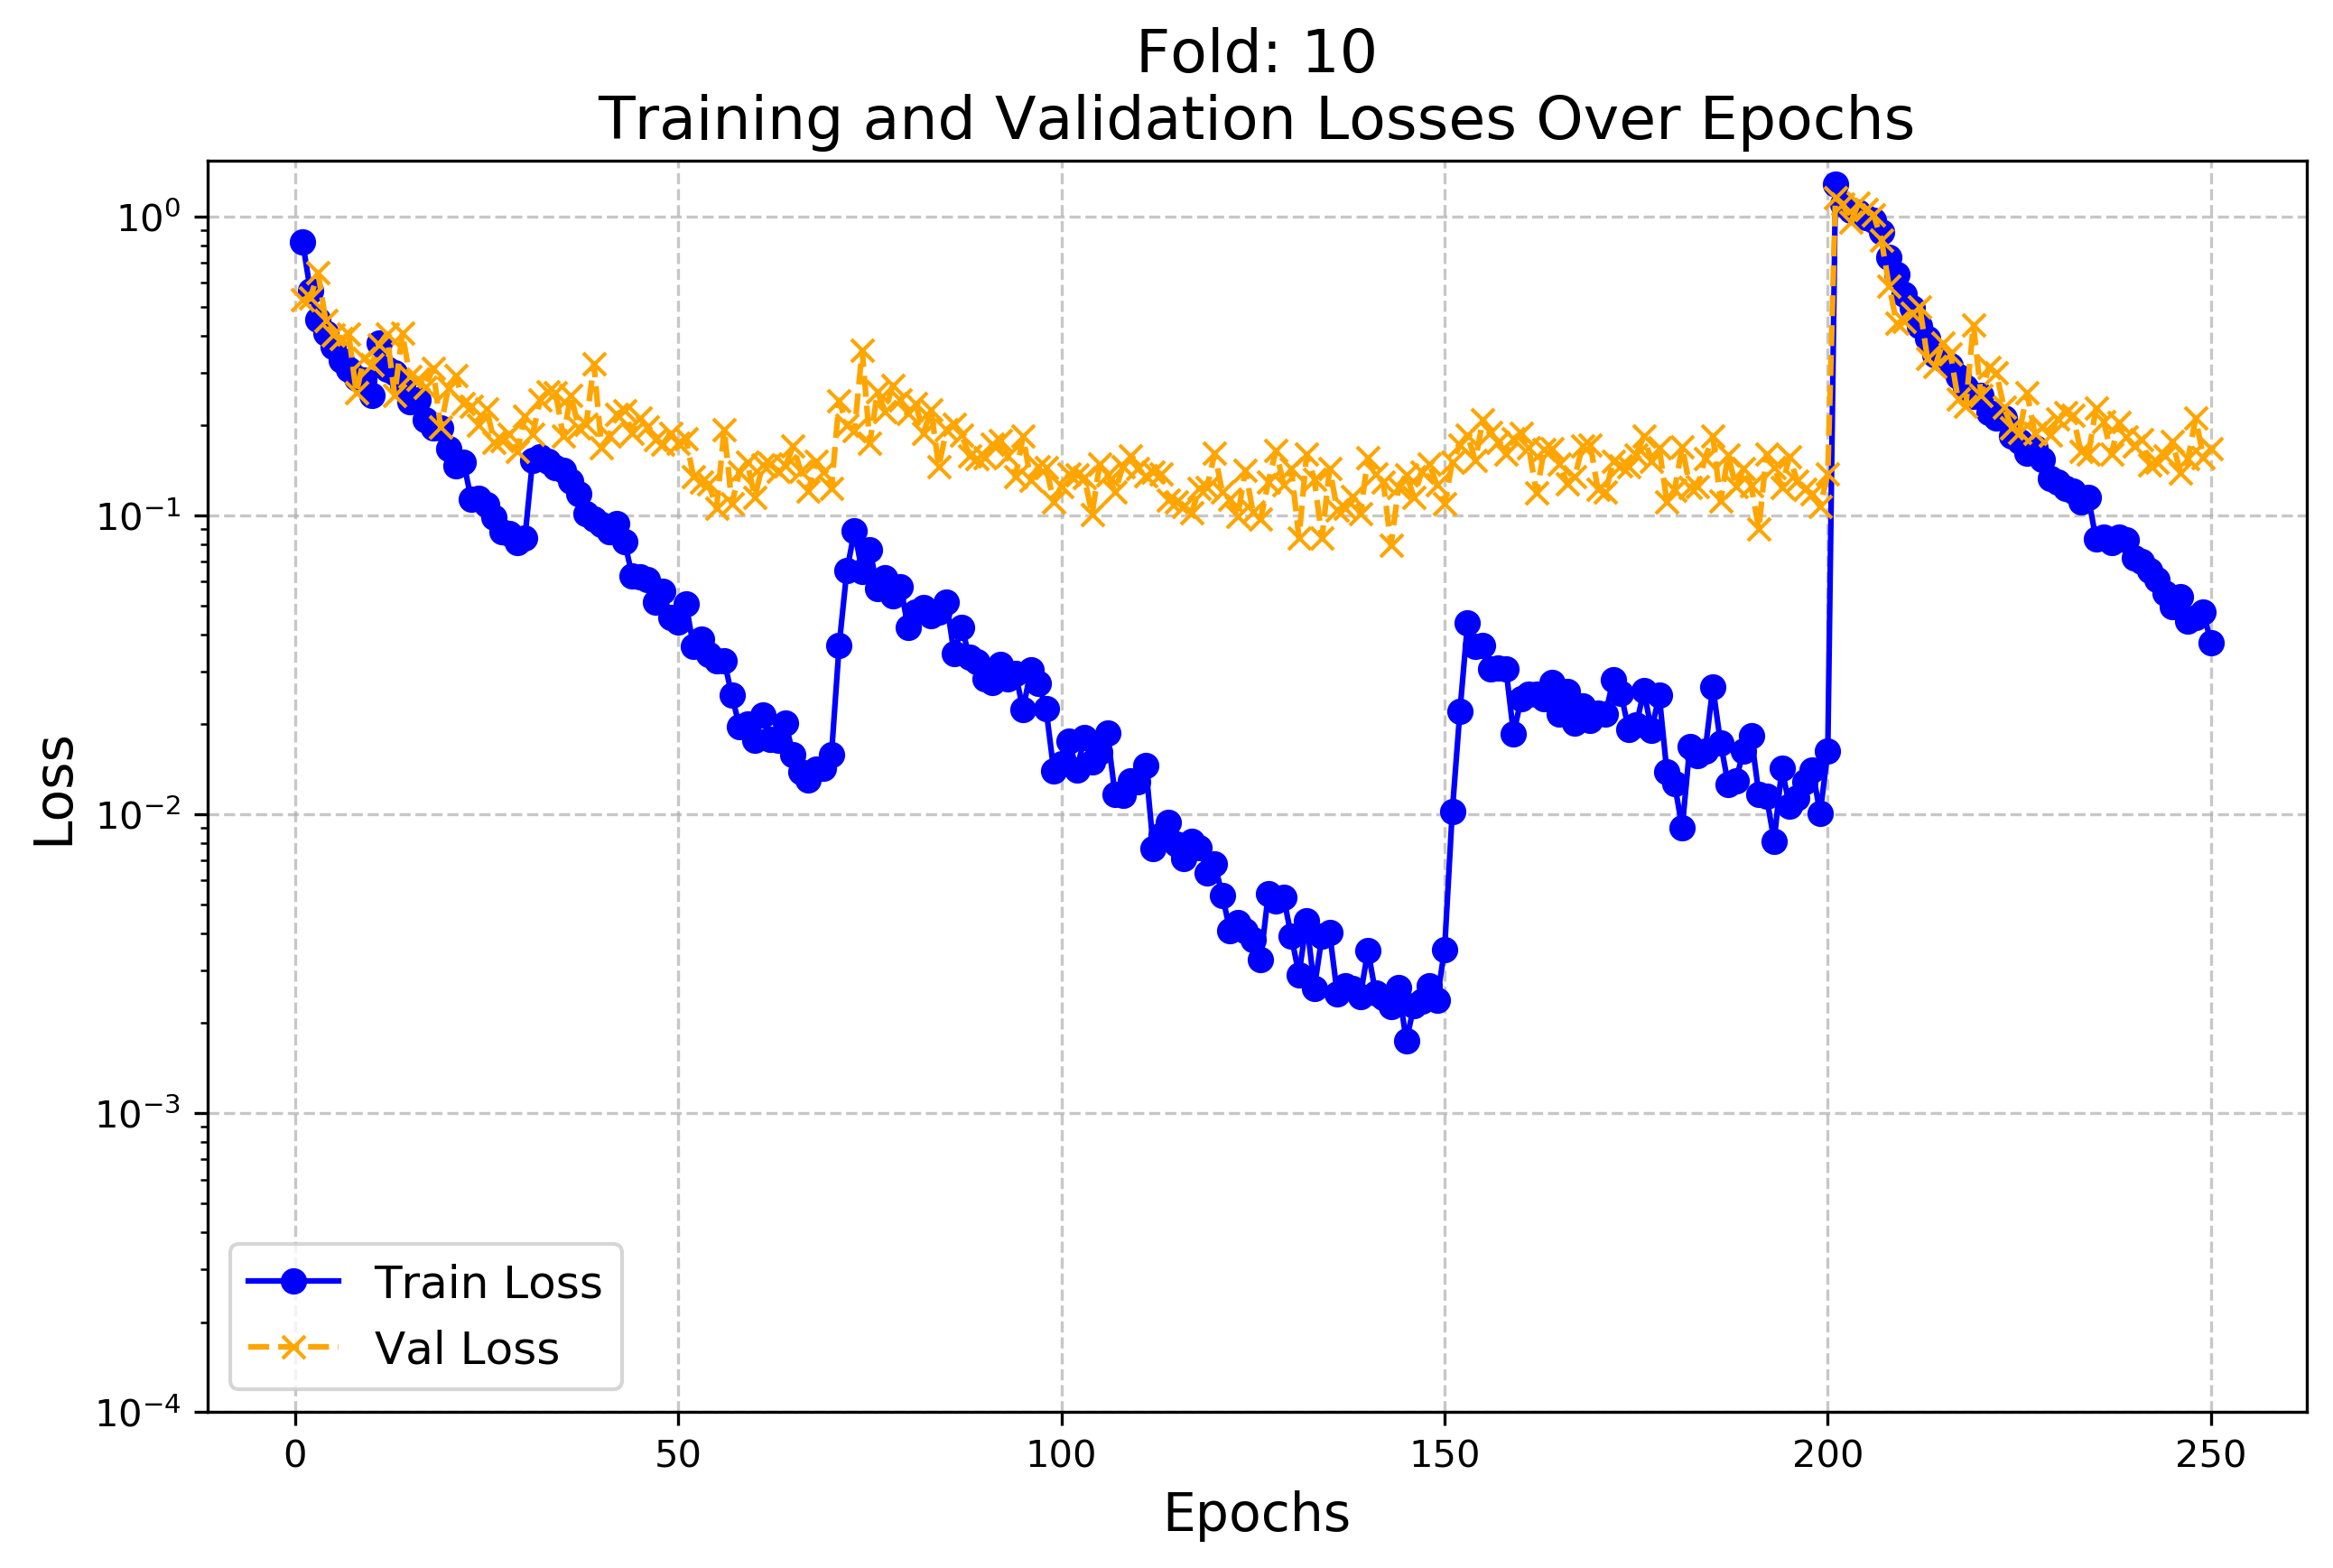 Fold: 10
Training and Validation Losses Over Epochs
Loss
10⁰
10⁻¹
10⁻²
10⁻³
10⁻⁴
Train Loss
Val Loss
0 50 100 150 200 250
Epochs